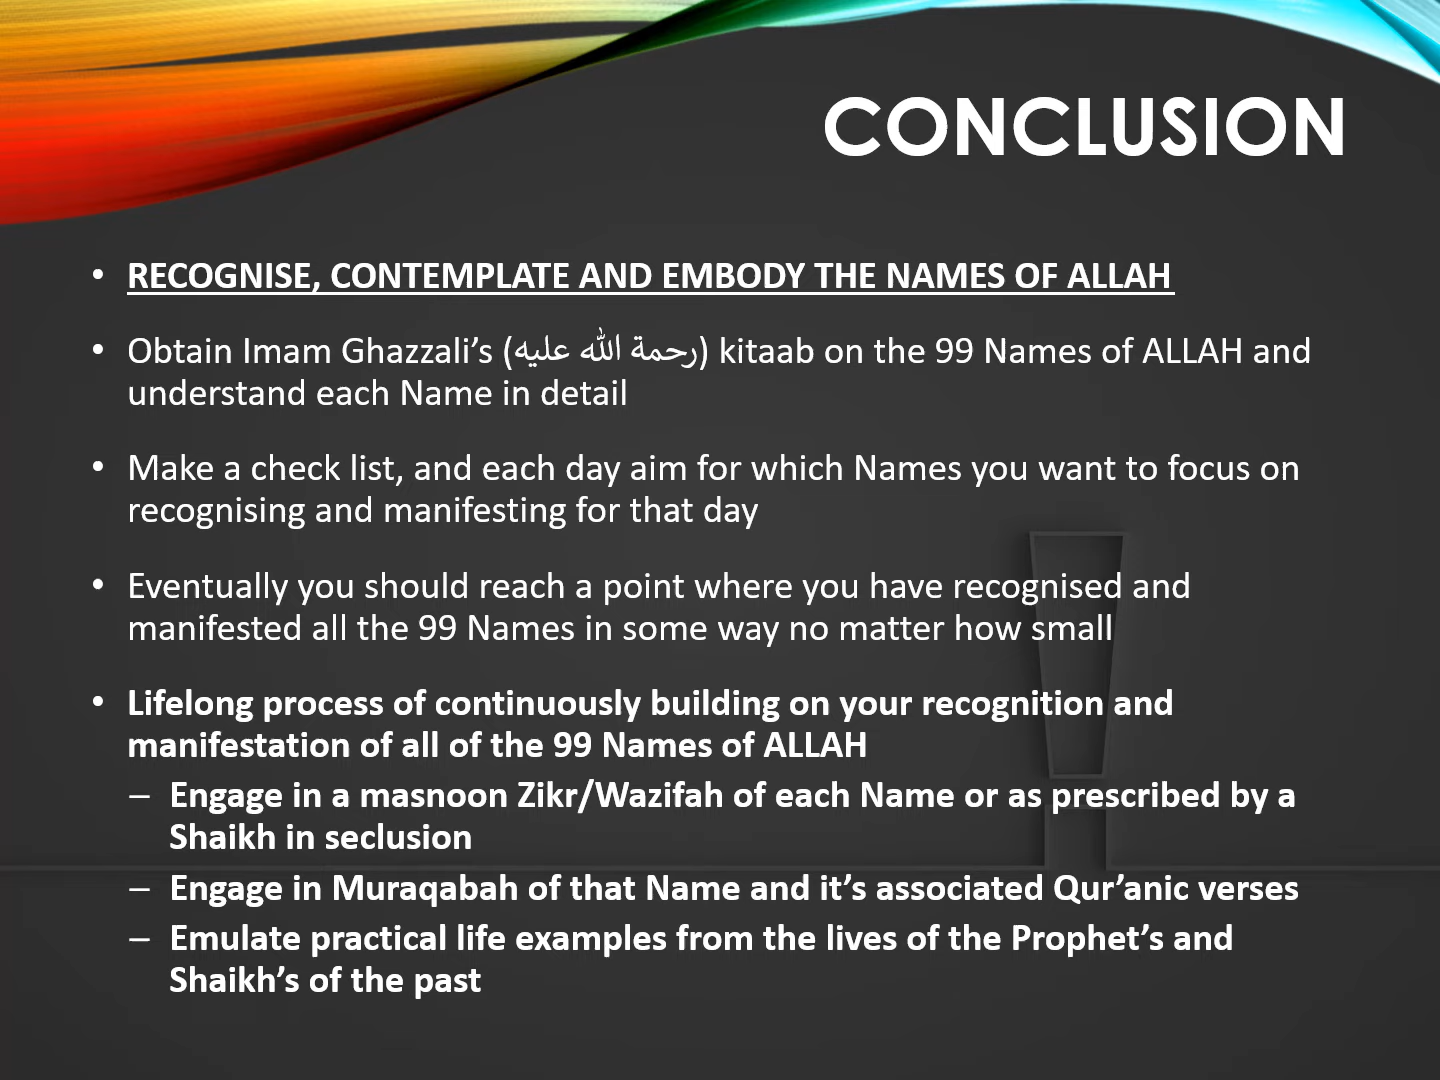 CONCLUSION
• RECOGNISE, CONTEMPLATE AND EMBODY THE NAMES OF ALLAH
• Obtain Imam Ghazzali’s (رحمة الله عليه) kitaab on the 99 Names of ALLAH and
understand each Name in detail
• Make a check list, and each day aim for which Names you want to focus on
recognising and manifesting for that day
• Eventually you should reach a point where you have recognised and
manifested all the 99 Names in some way no matter how small
• Lifelong process of continuously building on your recognition and
manifestation of all of the 99 Names of ALLAH
– Engage in a masnoon Zikr/Wazifah of each Name or as prescribed by a
Shaikh in seclusion
– Engage in Muraqabah of that Name and it’s associated Qur’anic verses
– Emulate practical life examples from the lives of the Prophet’s and
Shaikh’s of the past